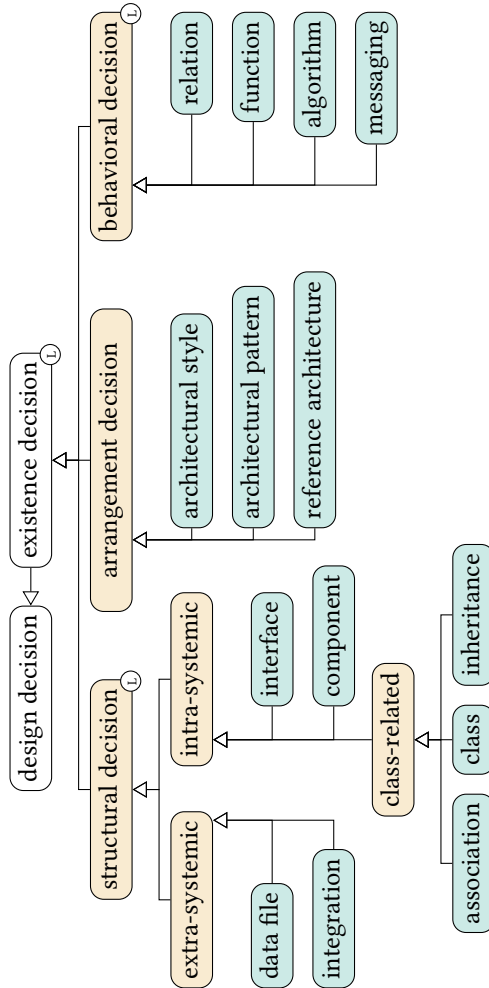 design decision
existence decision
L
structural decision
L
arrangement decision
behavioral decision
L
extra-systemic
intra-systemic
architectural style
relation
data file
interface
architectural pattern
function
integration
component
reference architecture
algorithm
class-related
messaging
association
class
inheritance